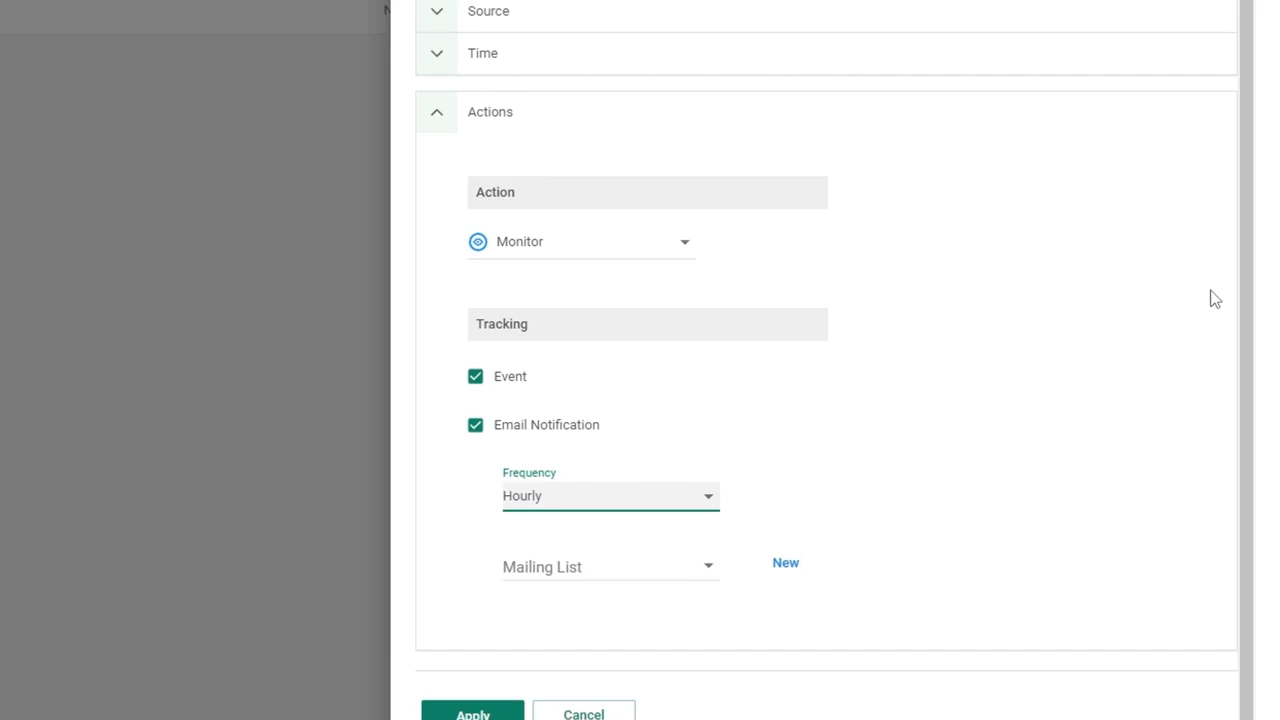 Source
Time
Actions
Action
Monitor
Tracking
Event
Email Notification
Frequency
Hourly
Mailing List
New
Apply
Cancel